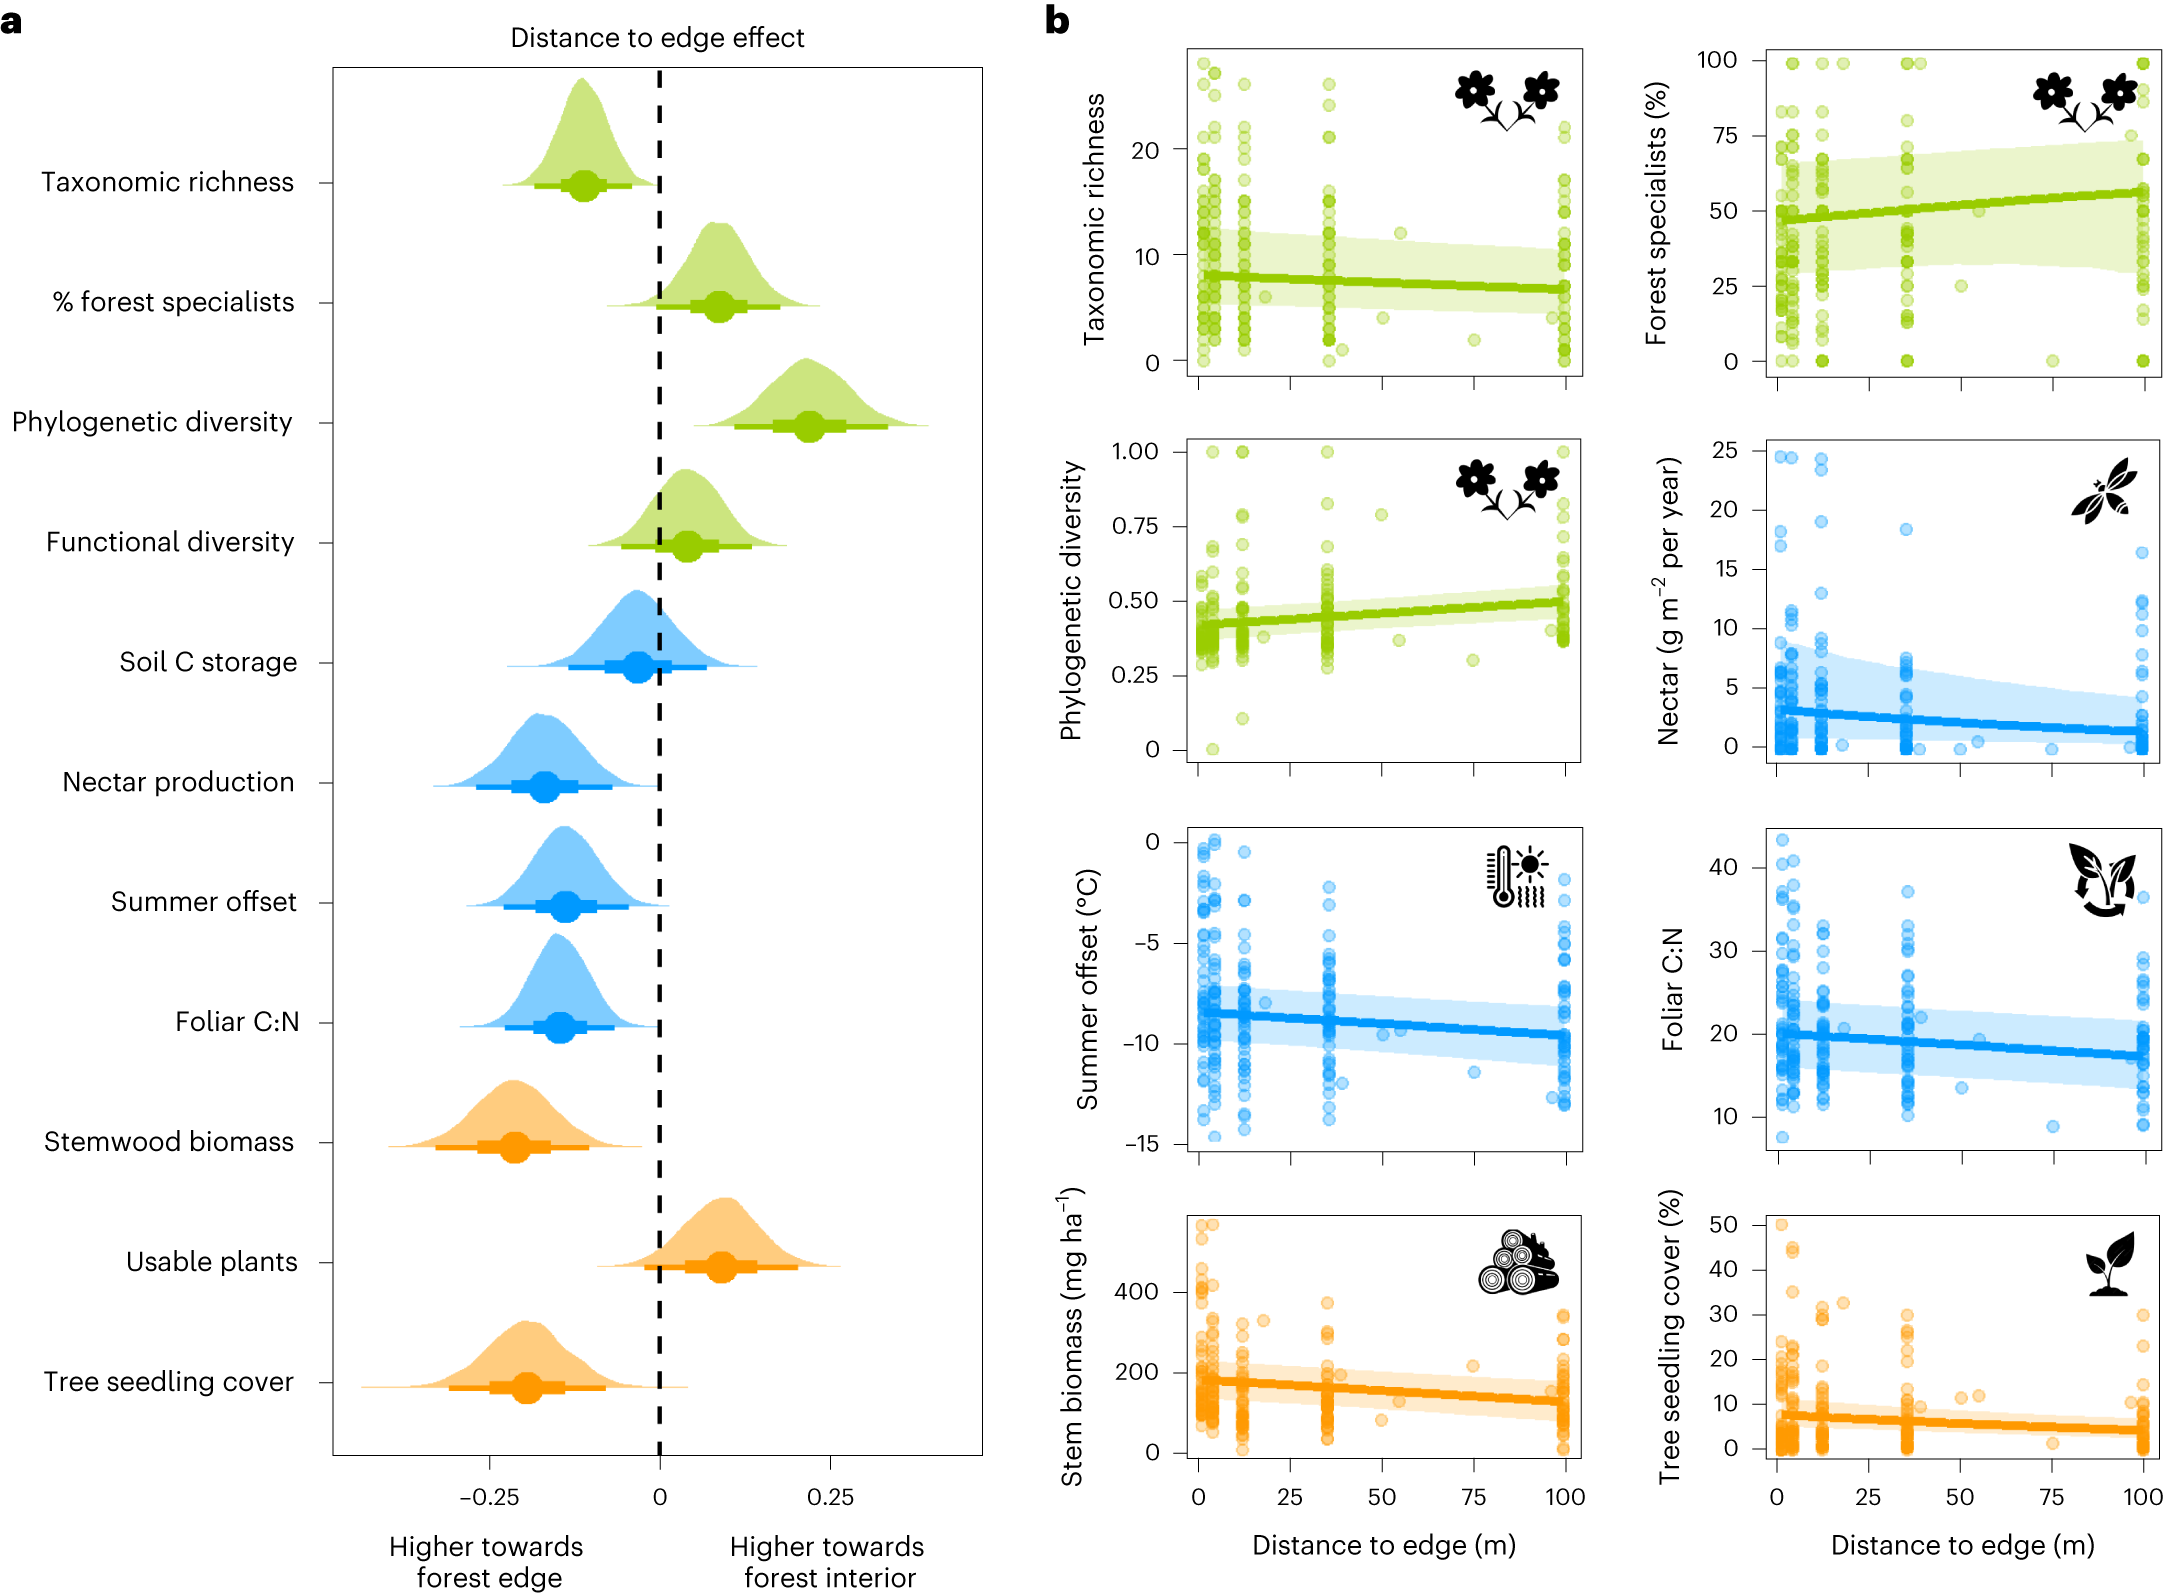 a
Distance to edge effect
Taxonomic richness
% forest specialists
Phylogenetic diversity
Functional diversity
Soil C storage
Nectar production
Summer offset
Foliar C:N
Stemwood biomass
Usable plants
Tree seedling cover
−0.25
0
0.25
Higher towards
forest edge
Higher towards
forest interior
b
Taxonomic richness
20
10
0
Forest specialists (%)
100
75
50
25
0
Phylogenetic diversity
1.00
0.75
0.50
0.25
0
Nectar (g m−2 per year)
25
20
15
10
5
0
Summer offset (°C)
0
−5
−10
−15
Foliar C:N
40
30
20
10
Stem biomass (mg ha−1)
400
200
0
0
25
50
75
100
Distance to edge (m)
Tree seedling cover (%)
50
40
30
20
10
0
0
25
50
75
100
Distance to edge (m)